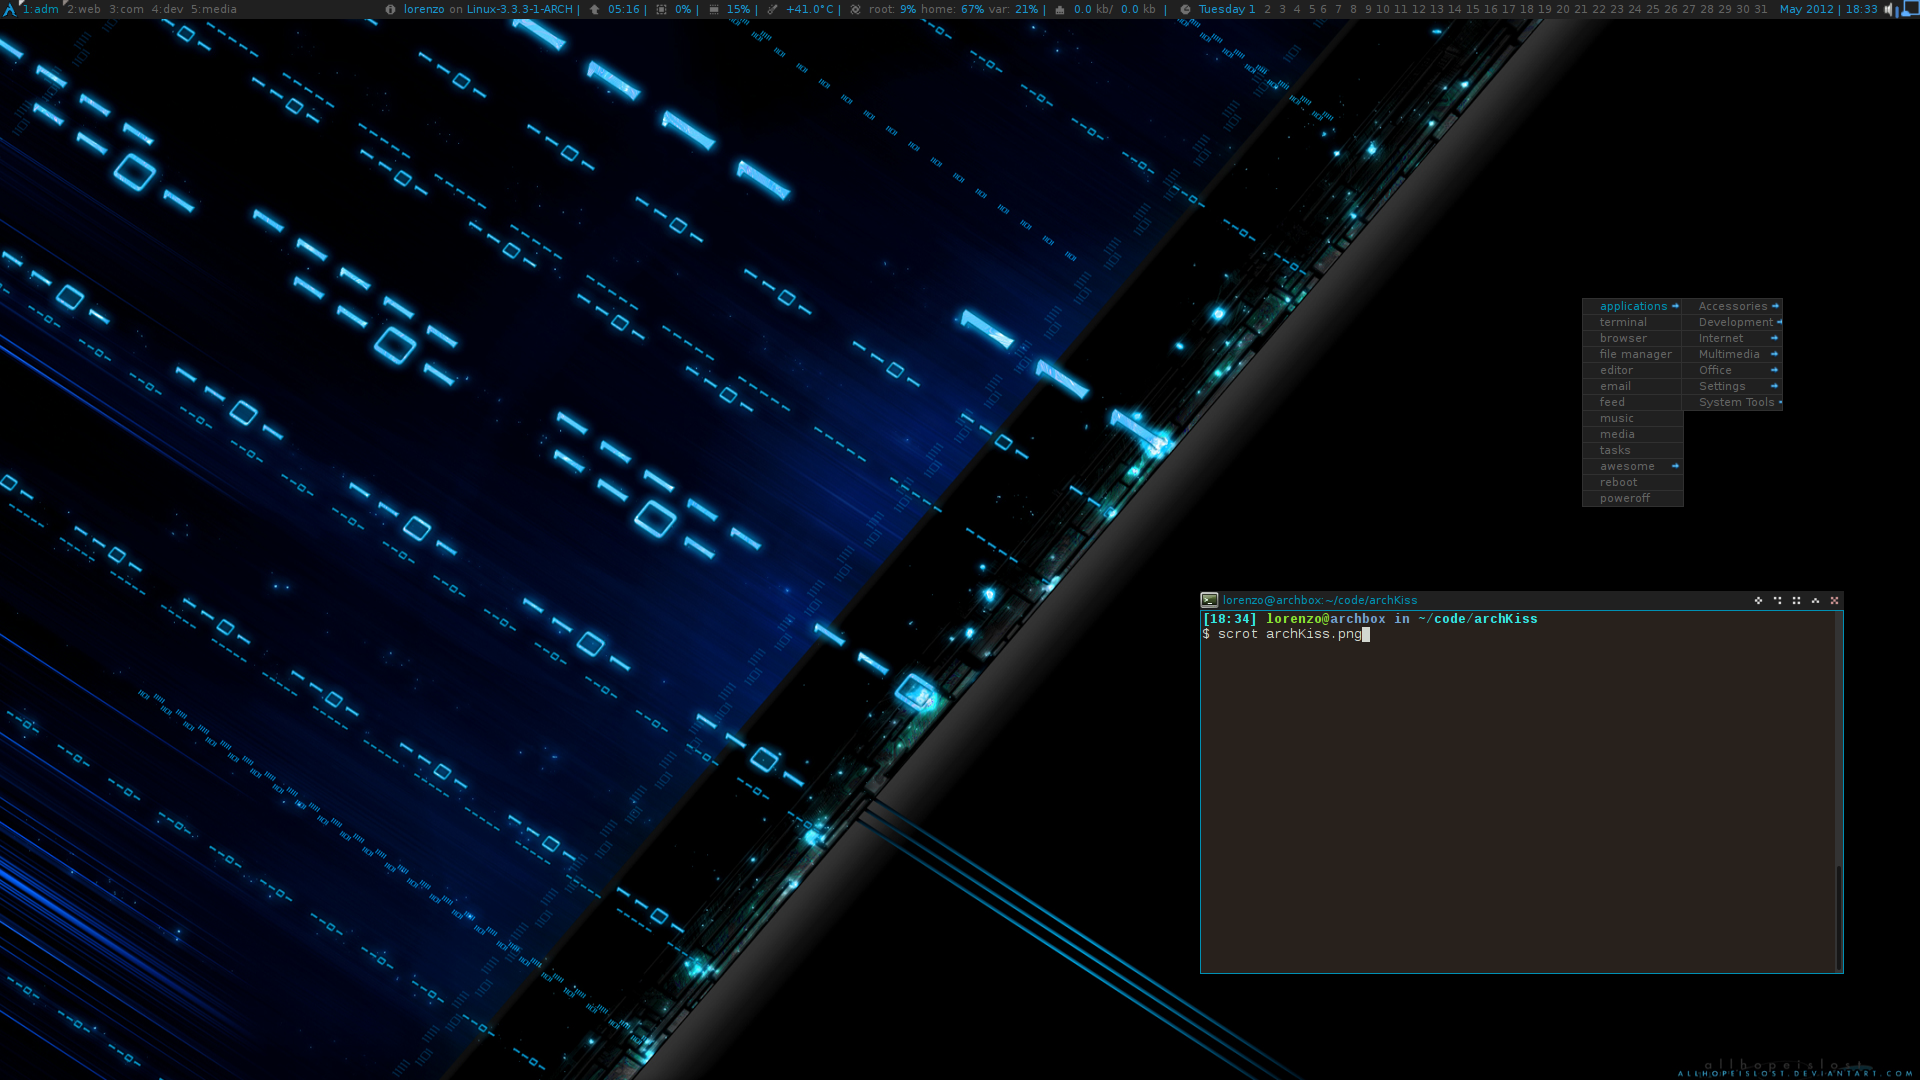 1:adm 2:web 3:com 4:dev 5:media lorenzo on Linux-3.3.3-1-ARCH | 05:16 | 0% | 15% | +41.0°C | root: 9% home: 67% var: 21% | 0.0 kb/ 0.0 kb | Tuesday 1 2 3 4 5 6 7 8 9 10 11 12 13 14 15 16 17 18 19 20 21 22 23 24 25 26 27 28 29 30 31 May 2012 | 18:33
applications
terminal
browser
file manager
editor
email
feed
music
media
tasks
awesome
reboot
poweroff
Accessories
Development
Internet
Multimedia
Office
Settings
System Tools
lorenzo@archbox:~/code/archKiss
[18:34] lorenzo@archbox in ~/code/archKiss
$ scrot archKiss.png
allhopeislost
ALLHOPEISLOST.DEVIANTART.COM